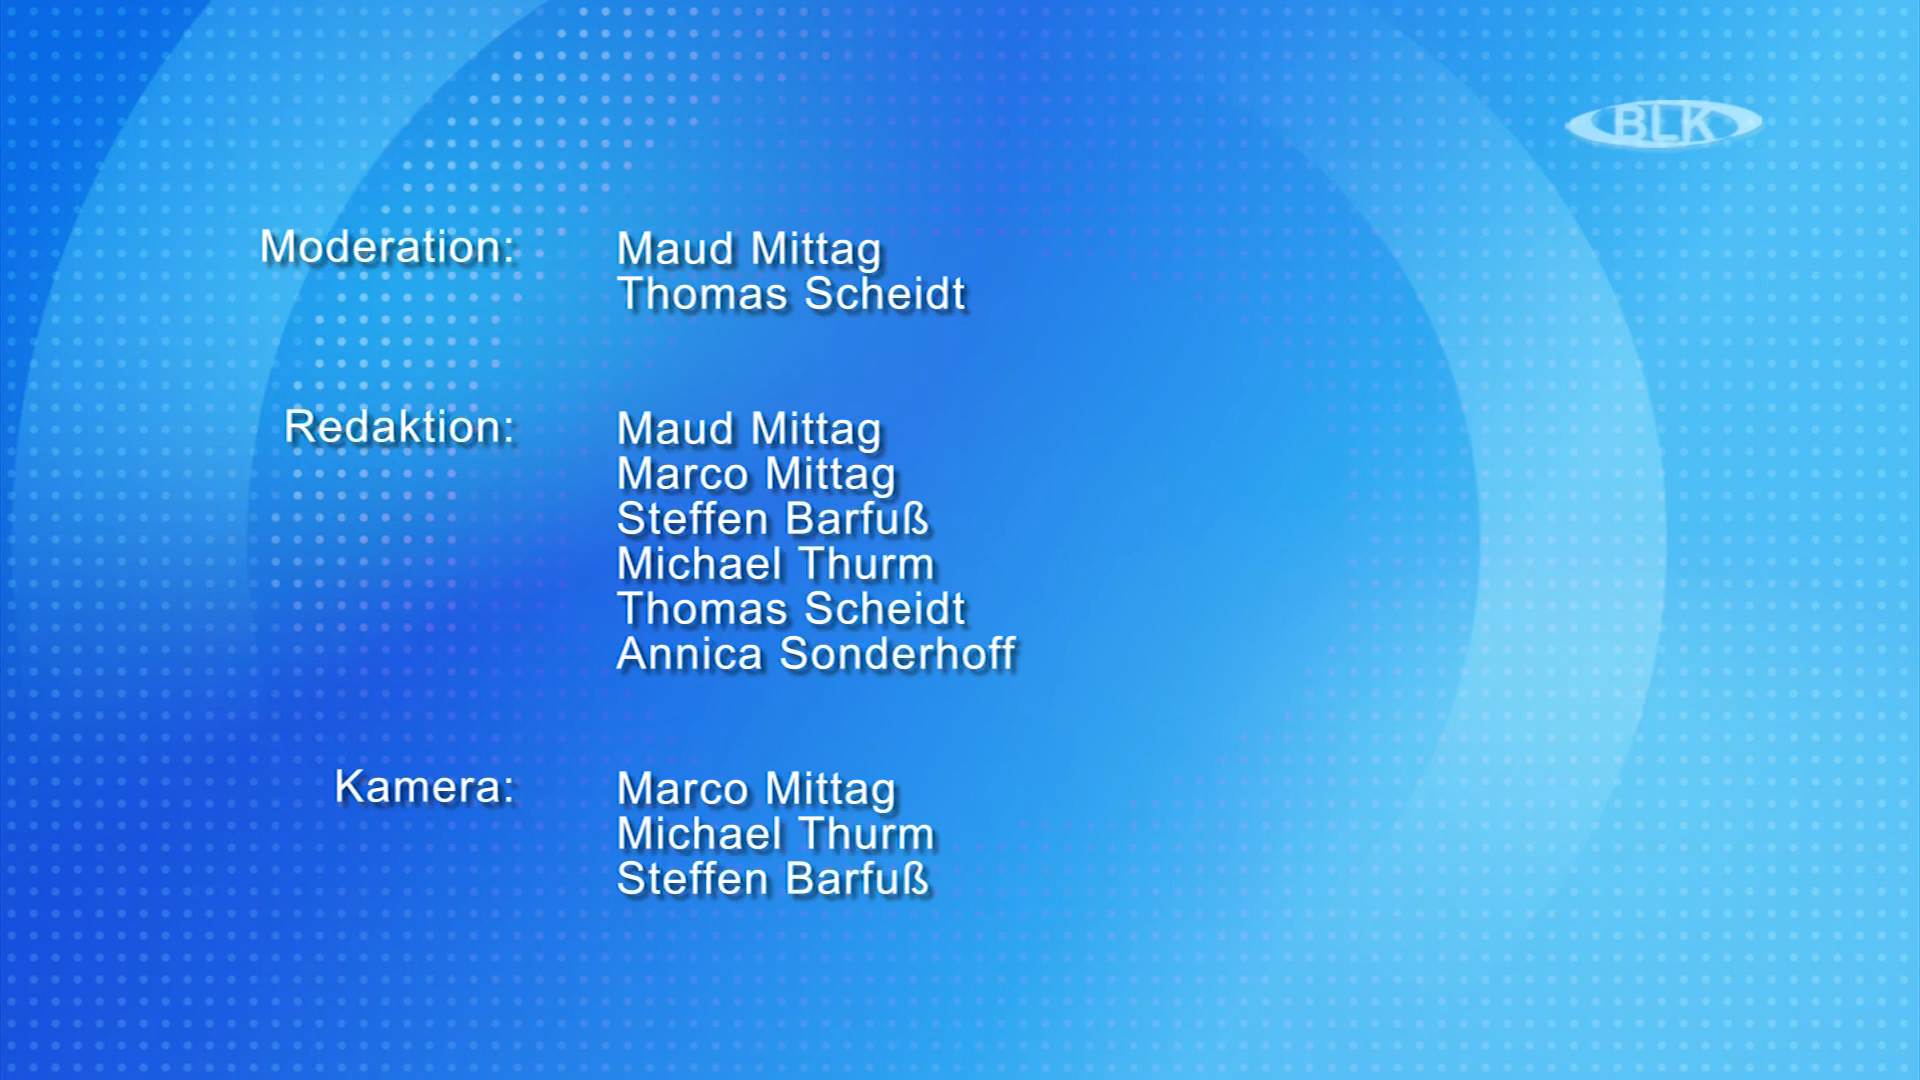 BLK
Moderation: Maud Mittag
Thomas Scheidt
Redaktion: Maud Mittag
Marco Mittag
Steffen Barfuß
Michael Thurm
Thomas Scheidt
Annica Sonderhoff
Kamera: Marco Mittag
Michael Thurm
Steffen Barfuß